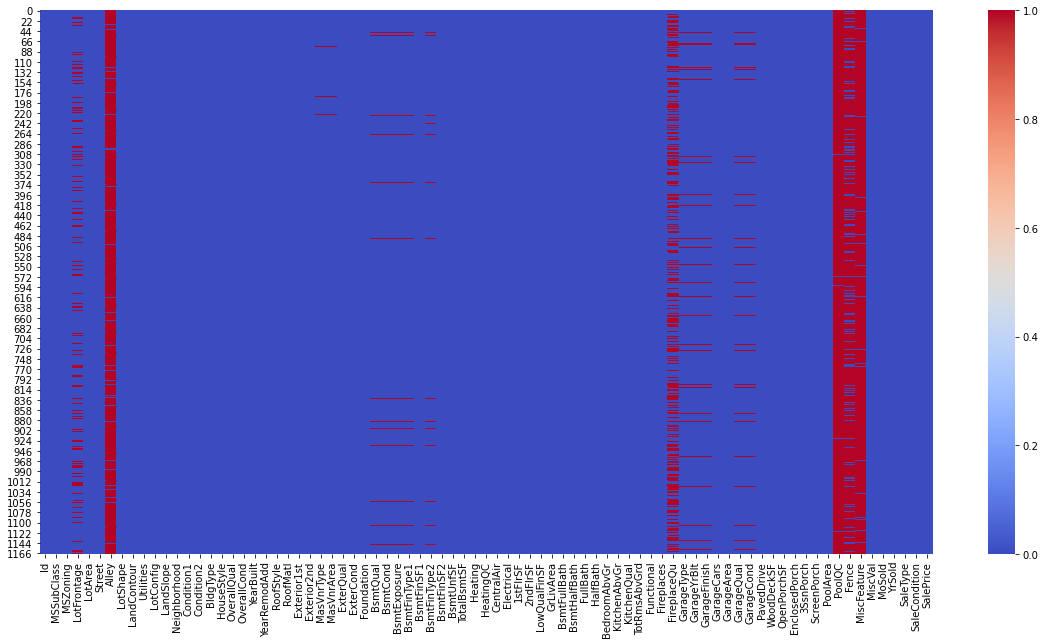 0
22
44
66
88
110
132
154
176
198
220
242
264
286
308
330
352
374
396
418
440
462
484
506
528
550
572
594
616
638
660
682
704
726
748
770
792
814
836
858
880
902
924
946
968
990
1012
1034
1056
1078
1100
1122
1144
1166
Id
MSSubClass
MSZoning
LotFrontage
LotArea
Street
Alley
LotShape
LandContour
Utilities
LotConfig
LandSlope
Neighborhood
Condition1
Condition2
BldgType
HouseStyle
OverallQual
OverallCond
YearBuilt
YearRemodAdd
RoofStyle
RoofMatl
Exterior1st
Exterior2nd
MasVnrType
MasVnrArea
ExterQual
ExterCond
Foundation
BsmtQual
BsmtCond
BsmtExposure
BsmtFinType1
BsmtFinSF1
BsmtFinType2
BsmtFinSF2
BsmtUnfSF
TotalBsmtSF
Heating
HeatingQC
CentralAir
Electrical
1stFlrSF
2ndFlrSF
LowQualFinSF
GrLivArea
BsmtFullBath
BsmtHalfBath
FullBath
HalfBath
BedroomAbvGr
KitchenAbvGr
KitchenQual
TotRmsAbvGrd
Functional
Fireplaces
FireplaceQu
GarageType
GarageYrBlt
GarageFinish
GarageCars
GarageArea
GarageQual
GarageCond
PavedDrive
WoodDeckSF
OpenPorchSF
EnclosedPorch
3SsnPorch
ScreenPorch
PoolArea
PoolQC
Fence
MiscFeature
MiscVal
MoSold
YrSold
SaleType
SaleCondition
SalePrice
1.0
0.8
0.6
0.4
0.2
0.0